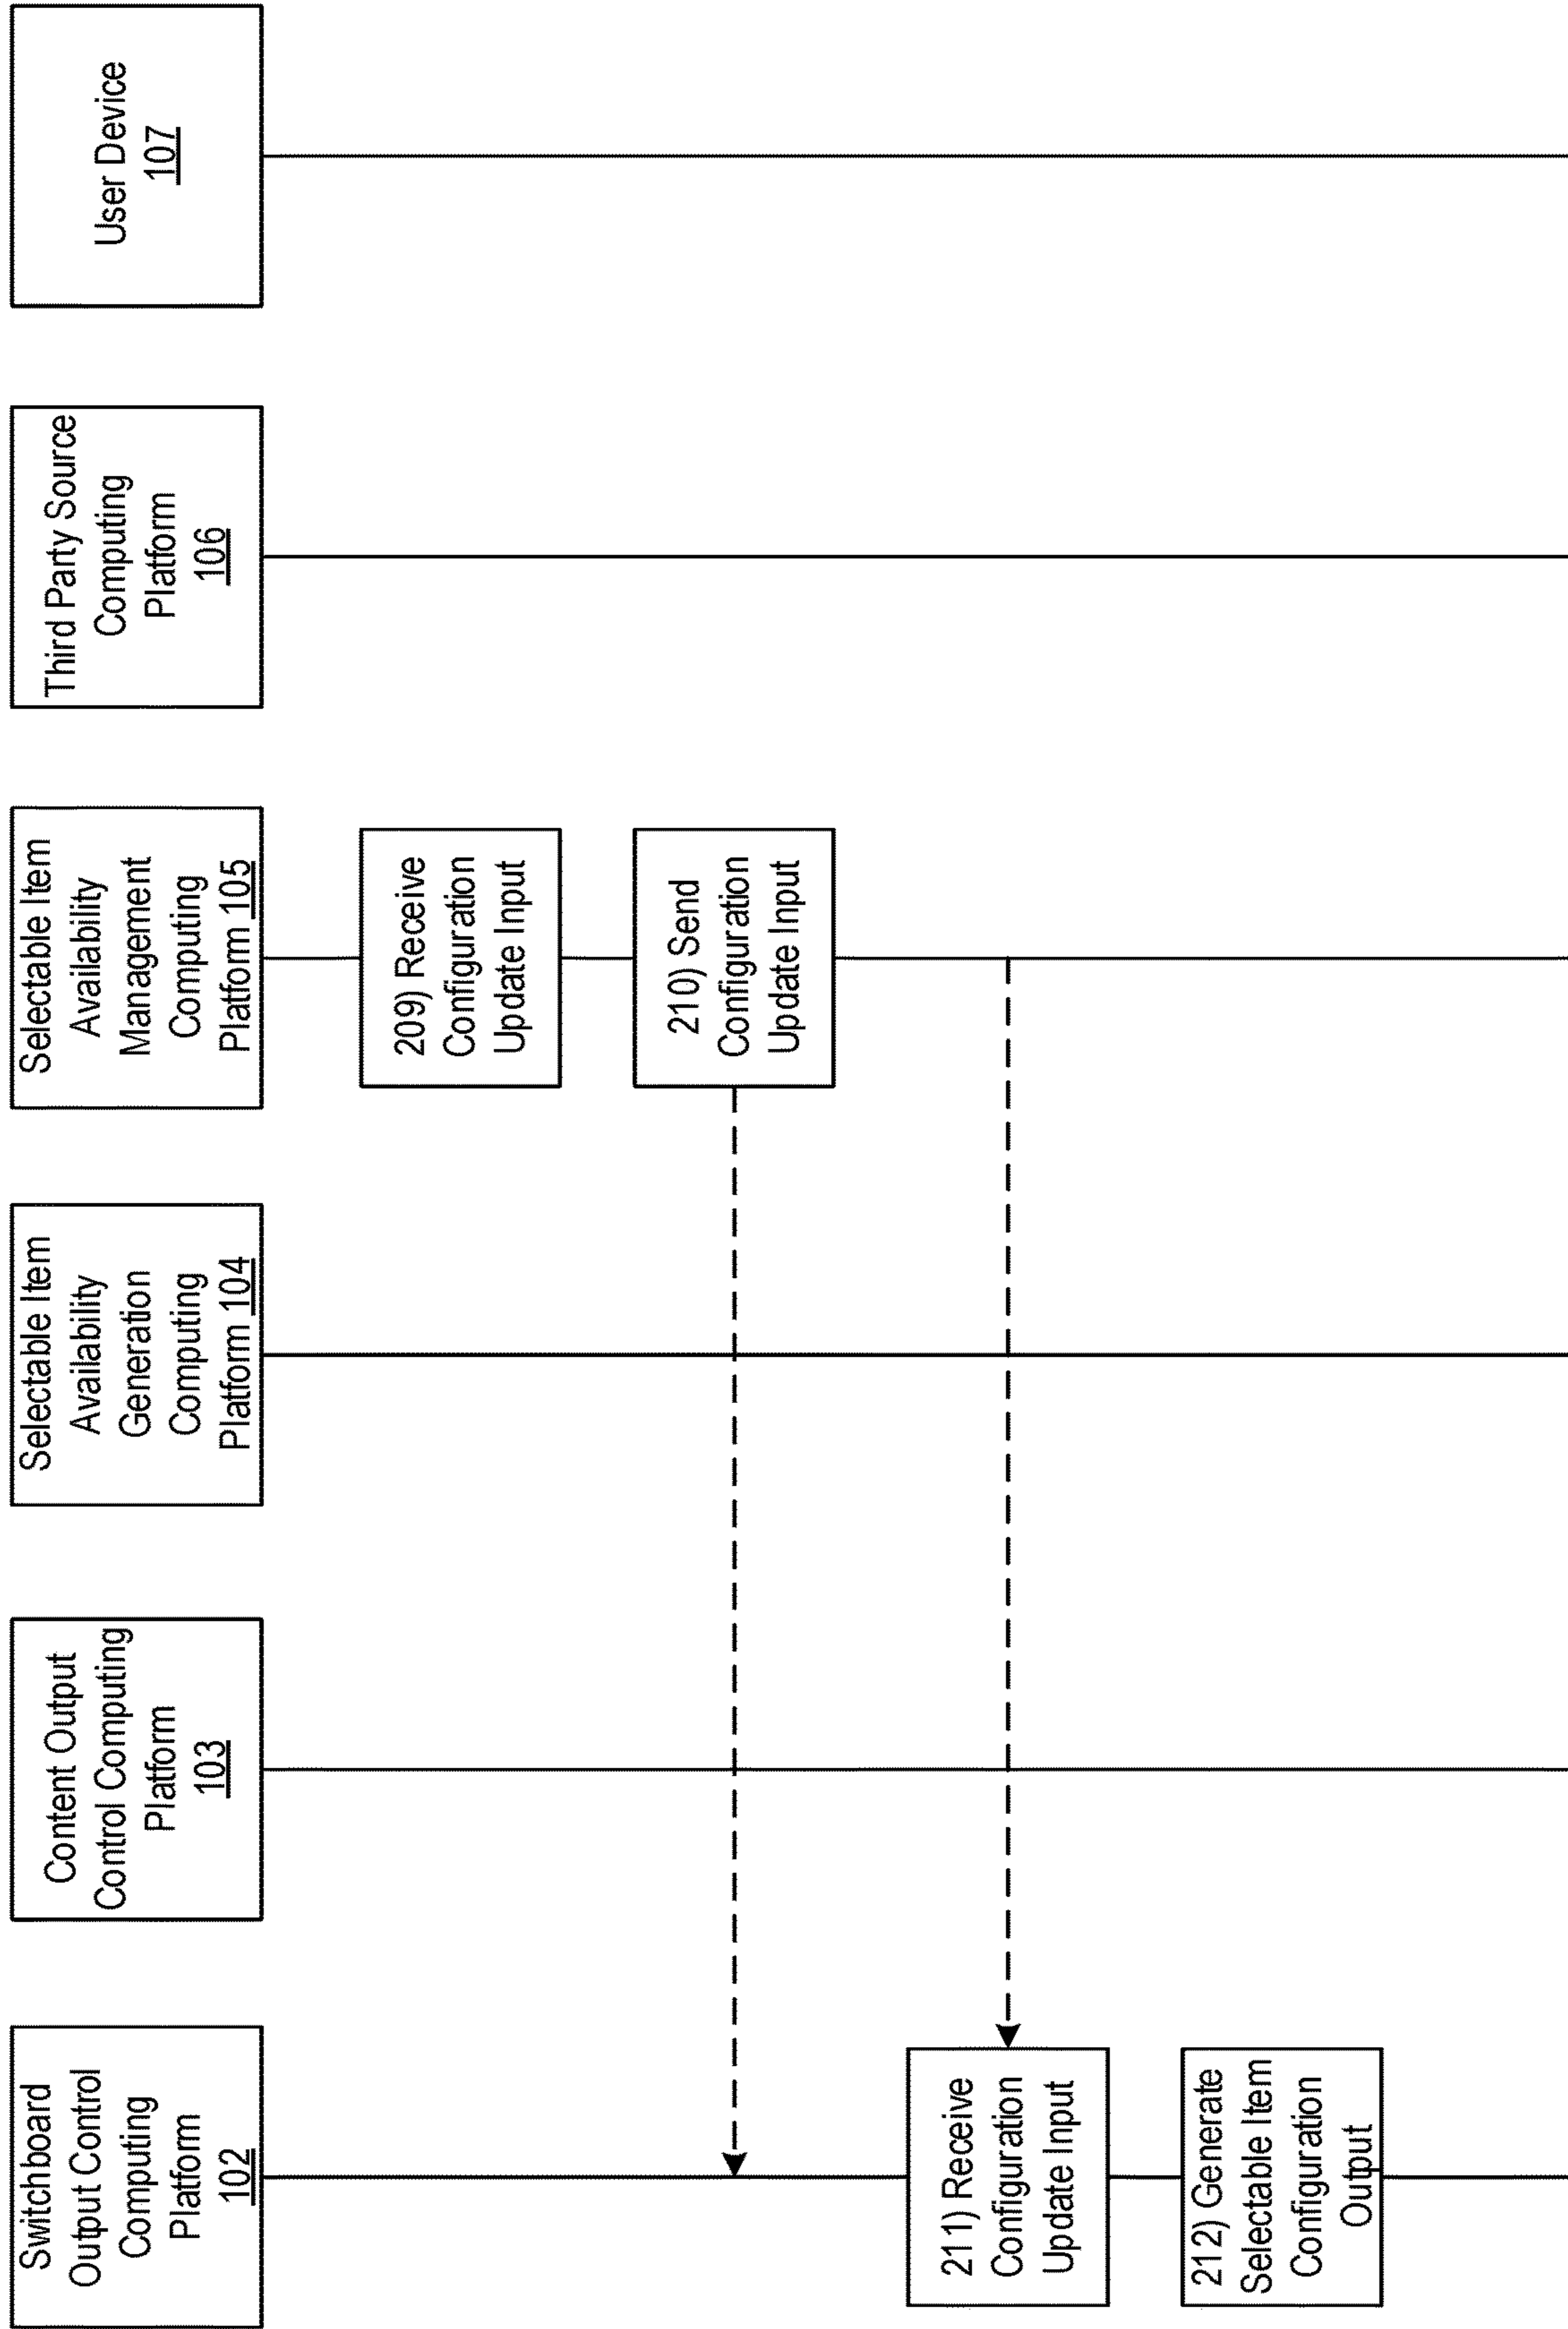 Switchboard
Output Control
Computing
Platform
102
Content Output
Control Computing
Platform
103
Selectable Item
Availability
Generation
Computing
Platform 104
Selectable Item
Availability
Management
Computing
Platform 105
Third Party Source
Computing
Platform
106
User Device
107
209) Receive
Configuration
Update Input
210) Send
Configuration
Update Input
211) Receive
Configuration
Update Input
212) Generate
Selectable Item
Configuration
Output